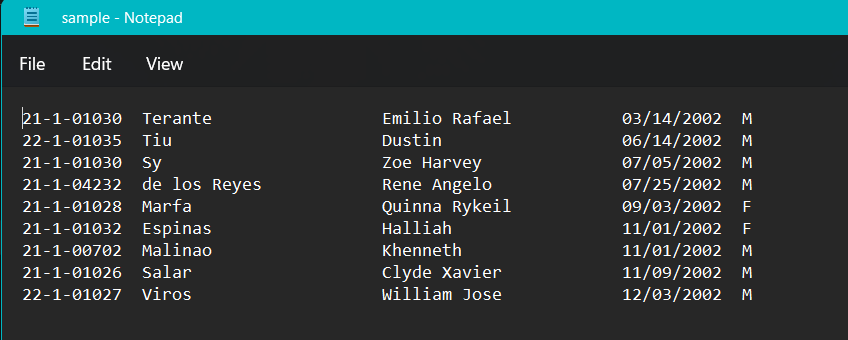 sample - Notepad
File Edit View
21-1-01030 Terante Emilio Rafael 03/14/2002 M
22-1-01035 Tiu Dustin 06/14/2002 M
21-1-01030 Sy Zoe Harvey 07/05/2002 M
21-1-04232 de los Reyes Rene Angelo 07/25/2002 M
21-1-01028 Marfa Quinna Rykeil 09/03/2002 F
21-1-01032 Espinas Halliah 11/01/2002 F
21-1-00702 Malinao Khenneth 11/01/2002 M
21-1-01026 Salar Clyde Xavier 11/09/2002 M
22-1-01027 Viros William Jose 12/03/2002 M